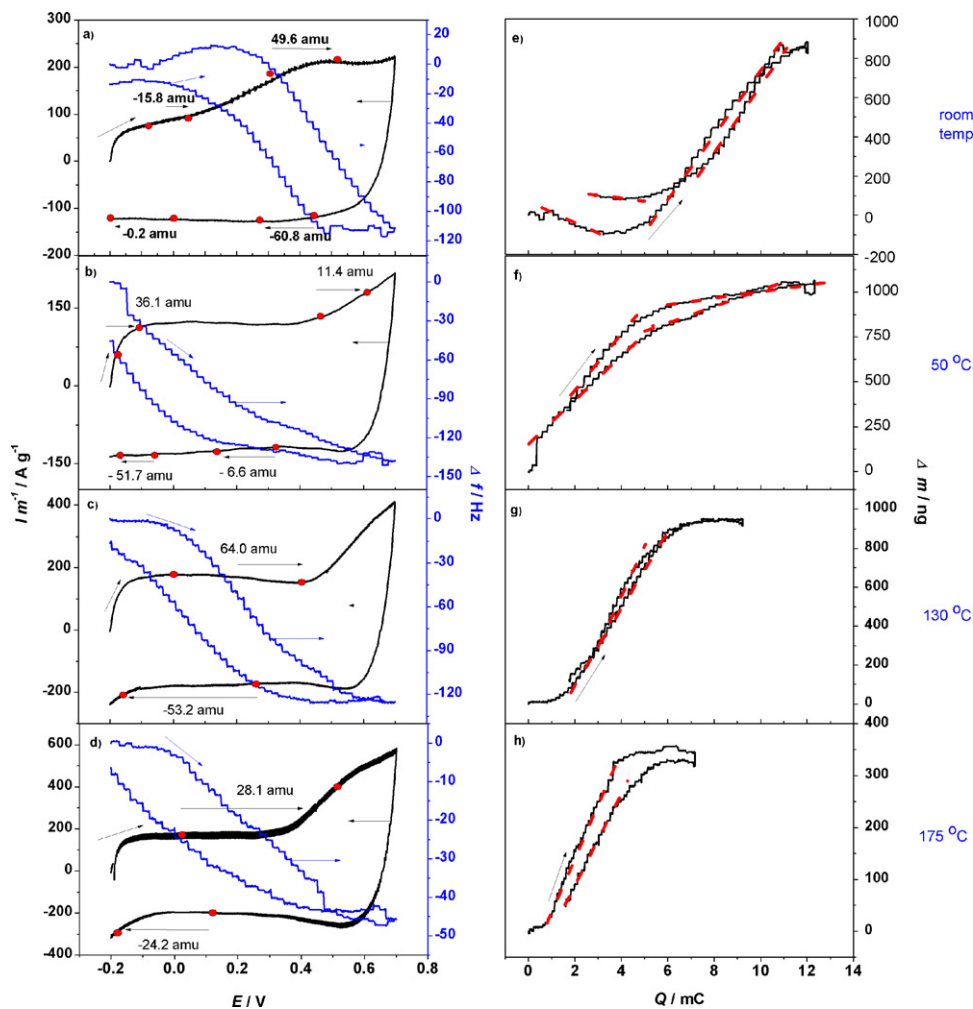 a)
49.6 amu
-15.8 amu
-0.2 amu
-60.8 amu
300
200
100
0
-100
200
20
0
-20
-40
-60
-80
-100
-120
b)
11.4 amu
36.1 amu
- 51.7 amu
- 6.6 amu
150
0
-150
0
-30
-60
-90
-120
-150
c)
64.0 amu
-53.2 amu
400
200
0
-200
0
-40
-80
-120
d)
28.1 amu
-24.2 amu
600
400
200
0
-200
-400
0
-10
-20
-30
-40
-50
I m⁻¹ / A g⁻¹
Δ f / Hz
-0.2 0.0 0.2 0.4 0.6 0.8
E / V
e)
1000
800
600
400
200
0
-200
room
temp
f)
1000
750
500
250
0
50 °C
g)
1000
800
600
400
200
0
130 °C
h)
400
300
200
100
0
175 °C
Δ m / ng
0 2 4 6 8 10 12 14
Q / mC